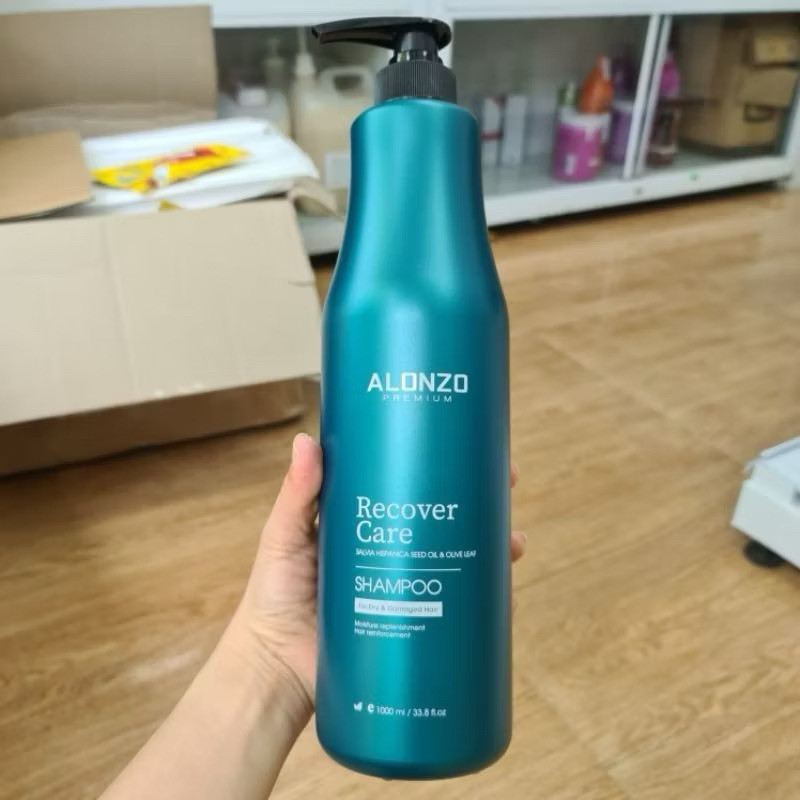 ALONZO
PREMIUM
Recover
Care
SALVIA HISPANICA SEED OIL & OLIVE LEAF
SHAMPOO
For Dry & Damaged Hair
Moisture replenishment
Hair reinforcement
e 1000 ml / 33.8 fl.oz